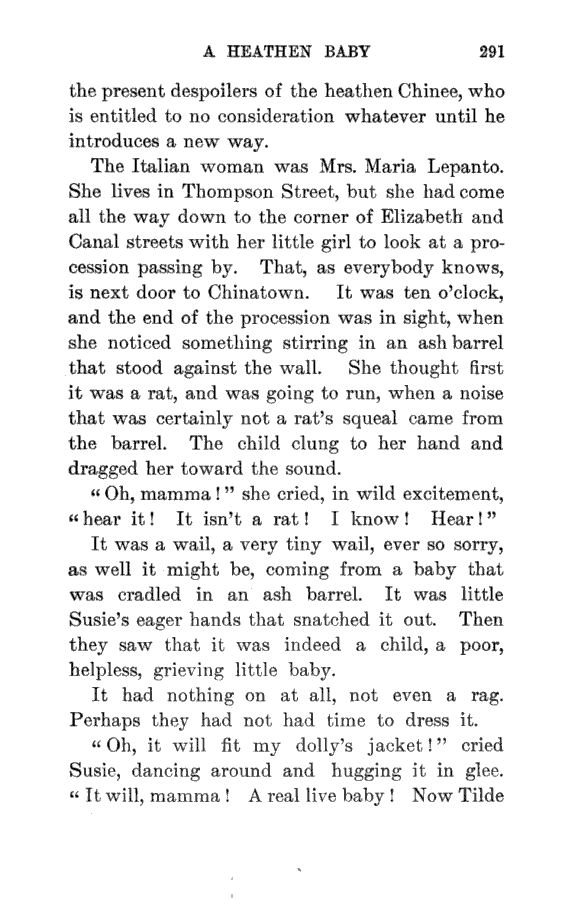 A HEATHEN BABY 291
the present despoilers of the heathen Chinee, who
is entitled to no consideration whatever until he
introduces a new way.
The Italian woman was Mrs. Maria Lepanto.
She lives in Thompson Street, but she had come
all the way down to the corner of Elizabeth and
Canal streets with her little girl to look at a pro-
cession passing by. That, as everybody knows,
is next door to Chinatown. It was ten o'clock,
and the end of the procession was in sight, when
she noticed something stirring in an ash barrel
that stood against the wall. She thought first
it was a rat, and was going to run, when a noise
that was certainly not a rat's squeal came from
the barrel. The child clung to her hand and
dragged her toward the sound.
"Oh, mamma!" she cried, in wild excitement,
"hear it! It isn't a rat! I know! Hear!"
It was a wail, a very tiny wail, ever so sorry,
as well it might be, coming from a baby that
was cradled in an ash barrel. It was little
Susie's eager hands that snatched it out. Then
they saw that it was indeed a child, a poor,
helpless, grieving little baby.
It had nothing on at all, not even a rag.
Perhaps they had not had time to dress it.
"Oh, it will fit my dolly's jacket!" cried
Susie, dancing around and hugging it in glee.
"It will, mamma! A real live baby! Now Tilde